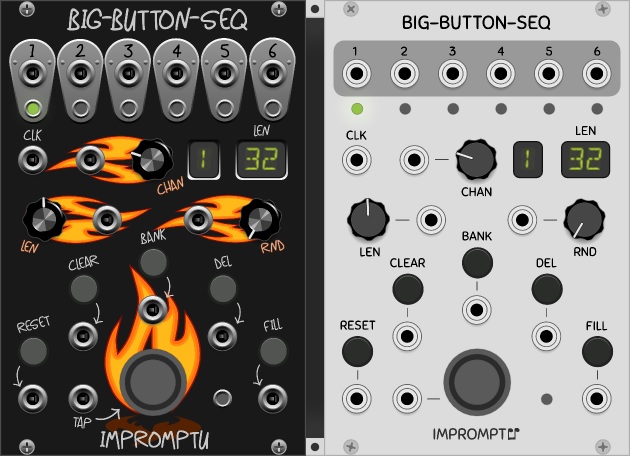 BIG-BUTTON-SEQ
1 2 3 4 5 6
CLK
LEN
CHAN
1
32
LEN
RND
BANK
CLEAR
DEL
RESET
FILL
TAP
IMPROMPTU
BIG-BUTTON-SEQ
1 2 3 4 5 6
CLK
LEN
CHAN
1
32
LEN
RND
BANK
CLEAR
DEL
RESET
FILL
IMPROMPTU